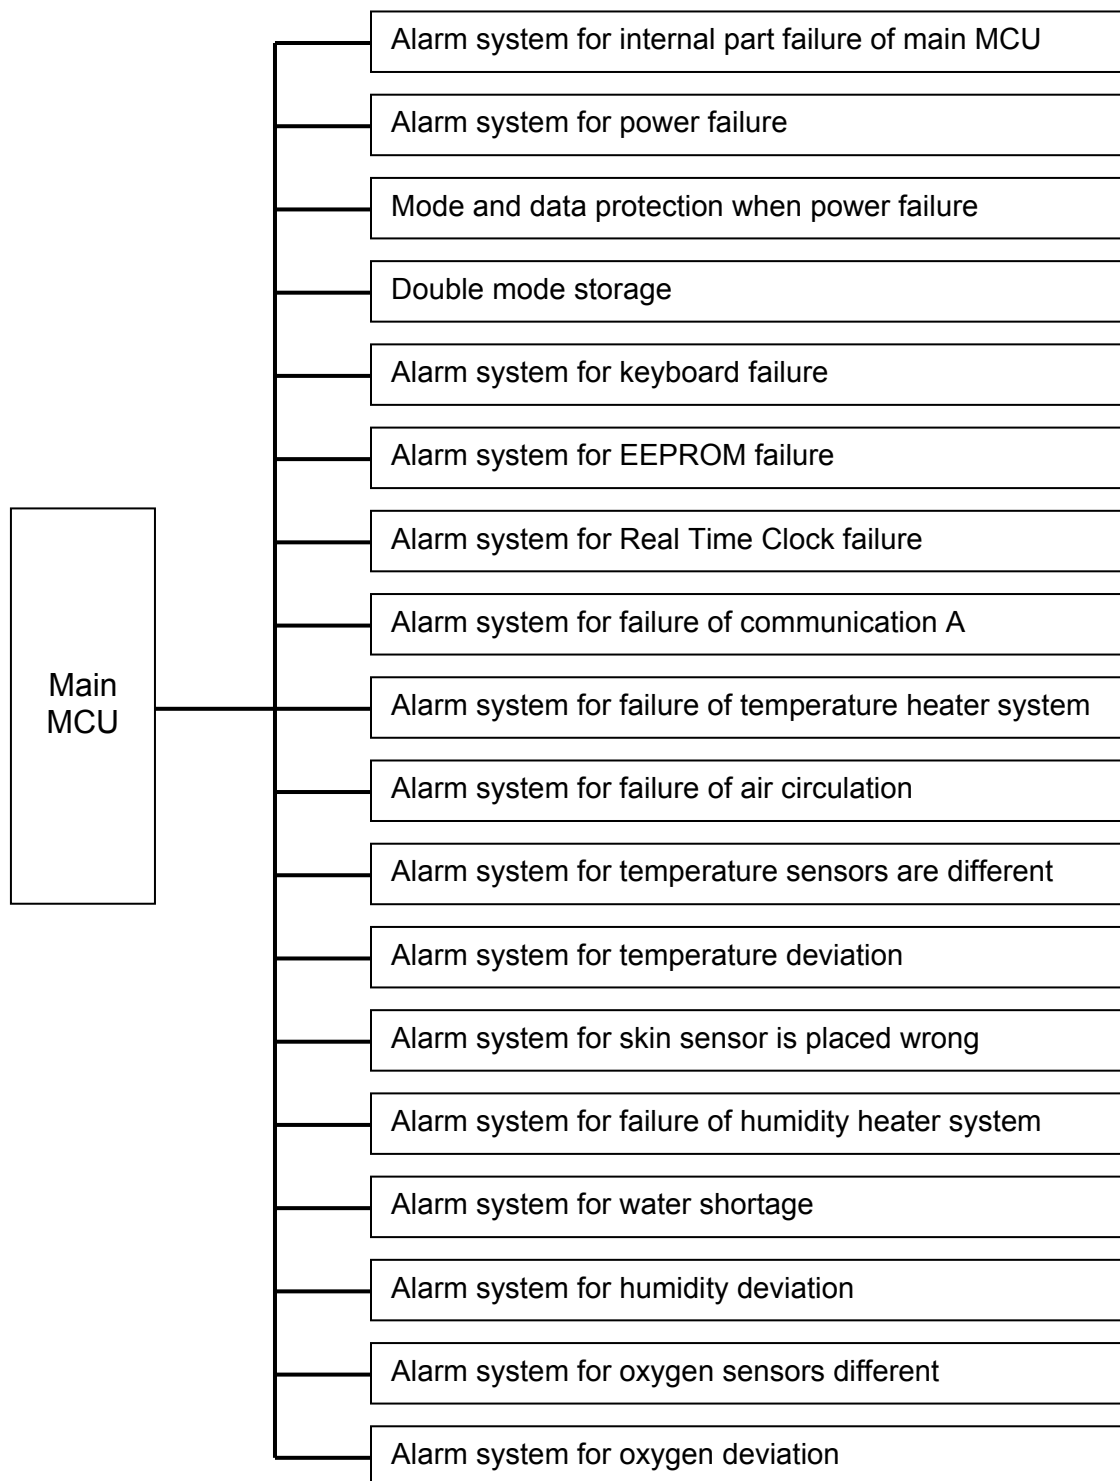 Alarm system for internal part failure of main MCU
Alarm system for power failure
Mode and data protection when power failure
Double mode storage
Alarm system for keyboard failure
Alarm system for EEPROM failure
Alarm system for Real Time Clock failure
Alarm system for failure of communication A
Main
MCU
Alarm system for failure of temperature heater system
Alarm system for failure of air circulation
Alarm system for temperature sensors are different
Alarm system for temperature deviation
Alarm system for skin sensor is placed wrong
Alarm system for failure of humidity heater system
Alarm system for water shortage
Alarm system for humidity deviation
Alarm system for oxygen sensors different
Alarm system for oxygen deviation